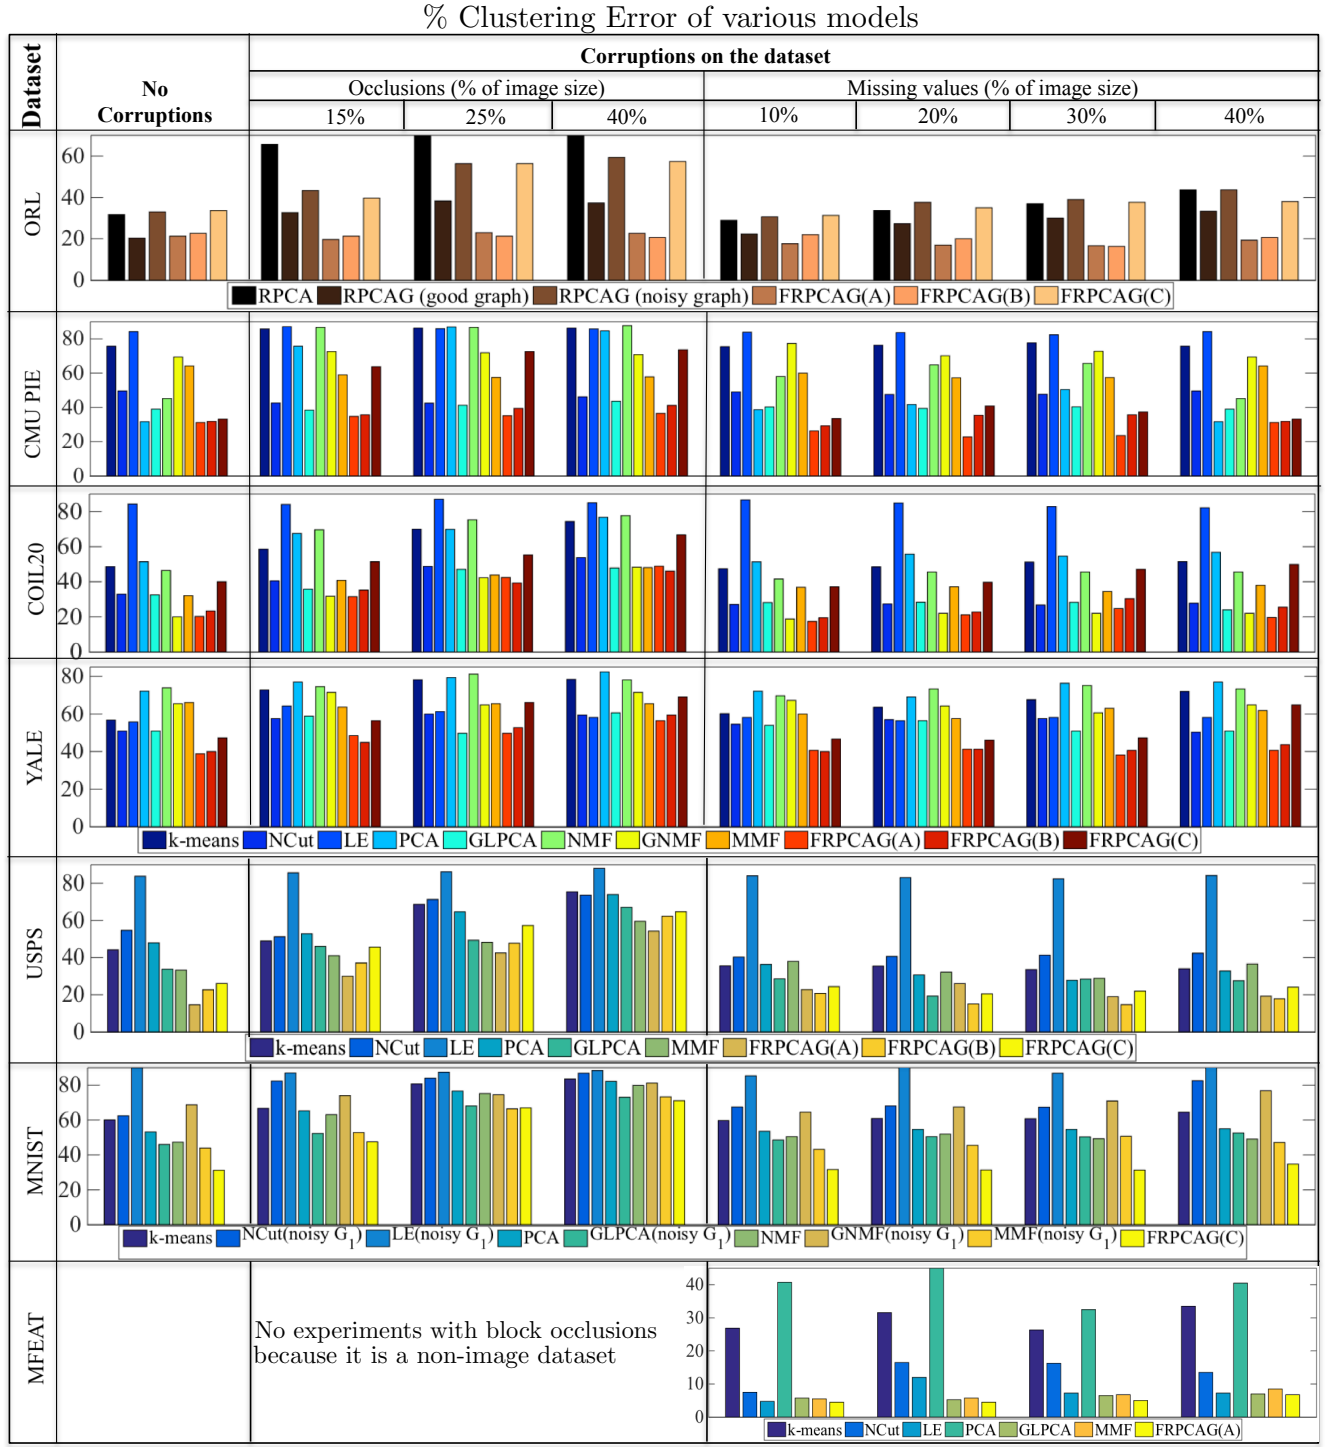 % Clustering Error of various models
Dataset
No
Corruptions
Corruptions on the dataset
Occlusions (% of image size)
Missing values (% of image size)
15%
25%
40%
10%
20%
30%
40%
ORL
60
40
20
0
RPCA RPCAG (good graph) RPCAG (noisy graph) FRPCAG(A) FRPCAG(B) FRPCAG(C)
CMU PIE
80
60
40
20
0
COIL20
80
60
40
20
0
YALE
80
60
40
20
0
k-means NCut LE PCA GLPCA NMF GNMF MMF FRPCAG(A) FRPCAG(B) FRPCAG(C)
USPS
80
60
40
20
0
k-means NCut LE PCA GLPCA MMF FRPCAG(A) FRPCAG(B) FRPCAG(C)
MNIST
80
60
40
20
0
k-means NCut(noisy G1) LE(noisy G1) PCA GLPCA(noisy G1) NMF GNMF(noisy G1) MMF(noisy G1) FRPCAG(C)
MFEAT
No experiments with block occlusions
because it is a non-image dataset
40
30
20
10
0
k-means NCut LE PCA GLPCA MMF FRPCAG(A)